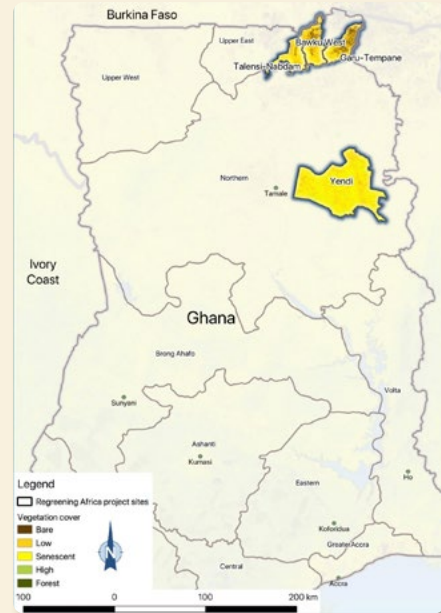 Burkina Faso
Upper East
Bawku West
Talensi-Nabdam
Garu-Tempane
Upper West
Northern
Yendi
Tamale
Ivory
Coast
Ghana
Brong Ahafo
Volta
Sunyani
Ashanti
Kumasi
Eastern
Ho
Legend
Regreening Africa project sites
Vegetation cover
Bare
Low
Senescent
High
Forest
N
Koforidua
Greater Accra
Central
Accra
100 0 100 200 km